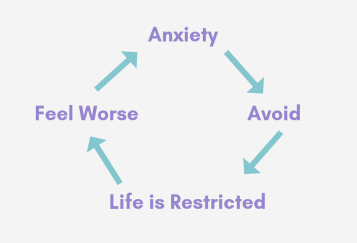 Anxiety
Avoid
Life is Restricted
Feel Worse